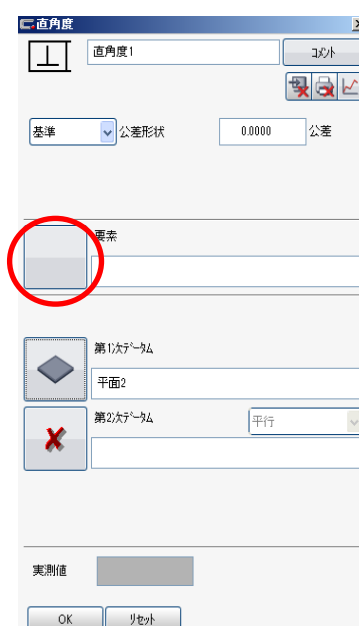 直角度
直角度1
コメント
基準
公差形状
0.0000
公差
要素
第1次データム
平面2
第2次データム
平行
実測値
OK
リセット